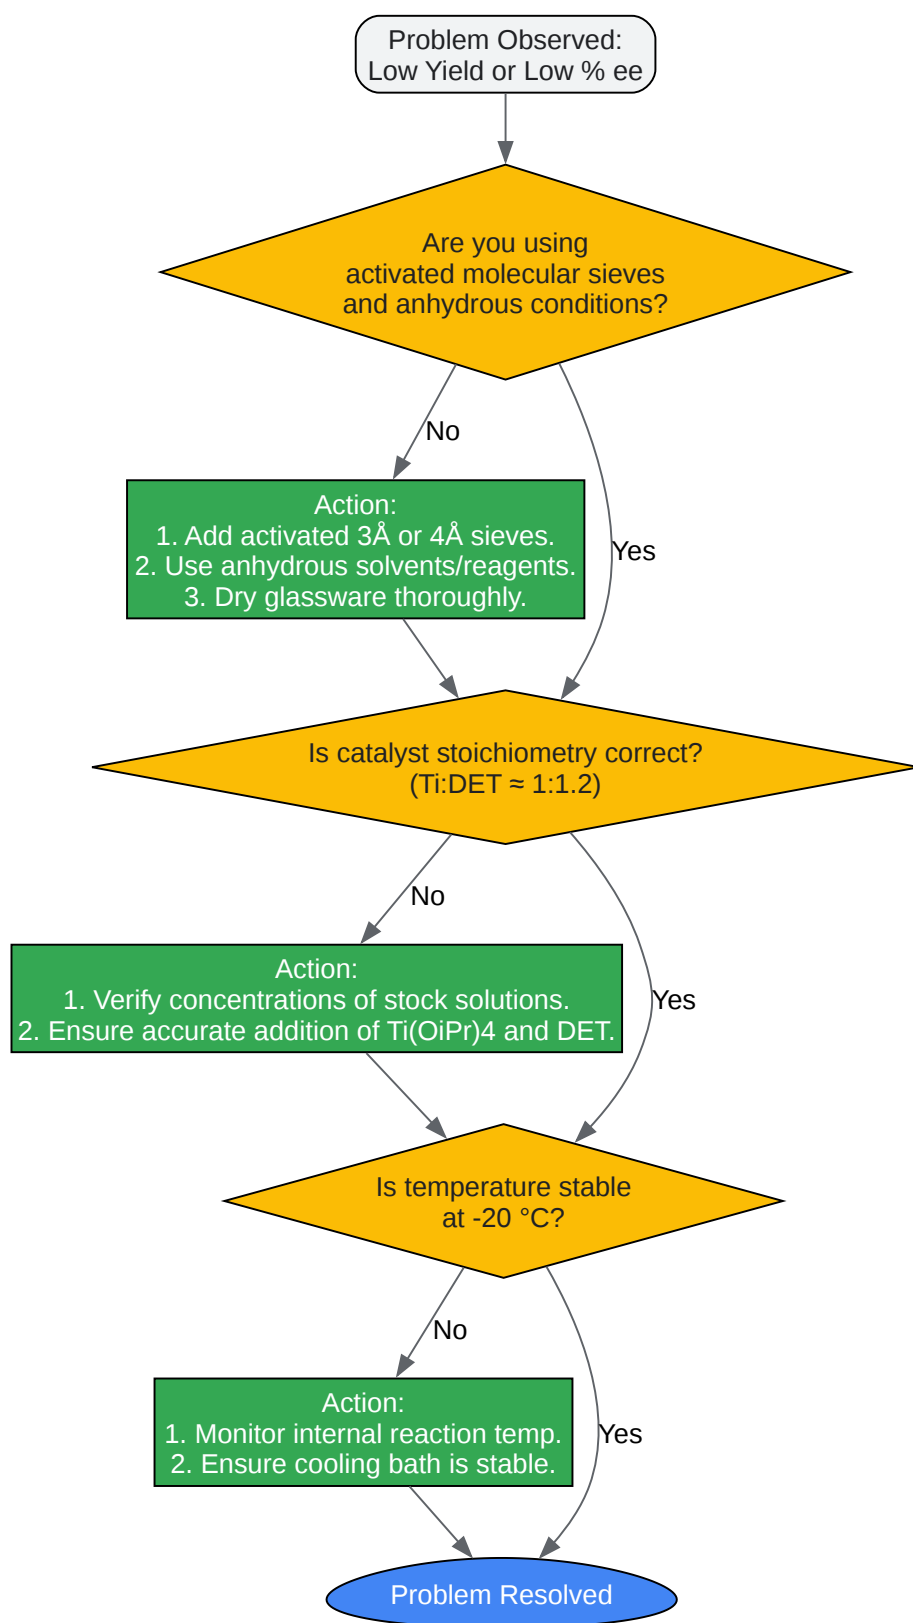 Problem Observed:
Low Yield or Low % ee
Are you using
activated molecular sieves
and anhydrous conditions?
No
Action:
1. Add activated 3Å or 4Å sieves.
2. Use anhydrous solvents/reagents.
3. Dry glassware thoroughly.
Yes
Is catalyst stoichiometry correct?
(Ti:DET ≈ 1:1.2)
No
Action:
1. Verify concentrations of stock solutions.
2. Ensure accurate addition of Ti(OiPr)4 and DET.
Yes
Is temperature stable
at -20 °C?
No
Action:
1. Monitor internal reaction temp.
2. Ensure cooling bath is stable.
Yes
Problem Resolved